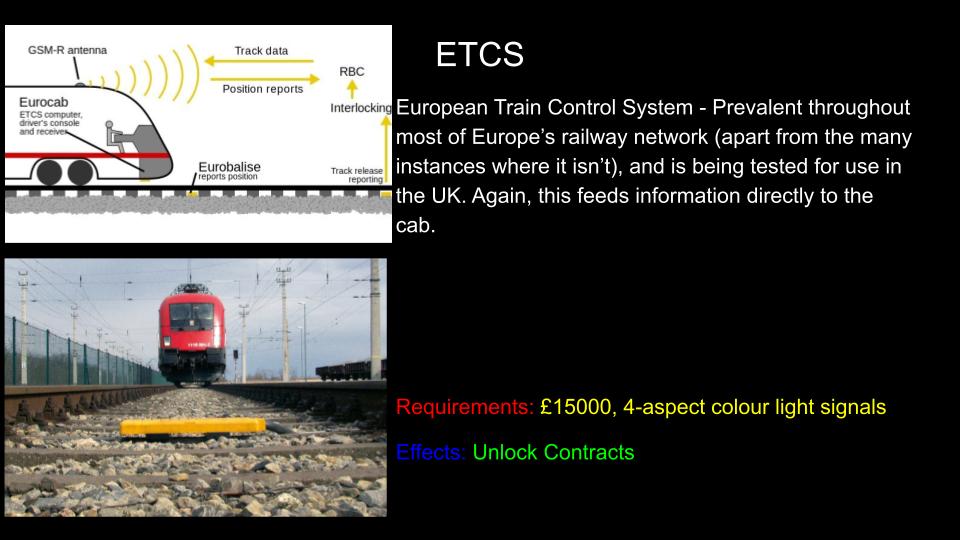 ETCS
GSM-R antenna
Track data
Position reports
RBC
Interlocking
Eurocab
ETCS computer,
driver's console
and receiver
Eurobalise
reports position
Track release
reporting
European Train Control System - Prevalent throughout
most of Europe’s railway network (apart from the many
instances where it isn’t), and is being tested for use in
the UK. Again, this feeds information directly to the
cab.
Requirements: £15000, 4-aspect colour light signals
Effects: Unlock Contracts